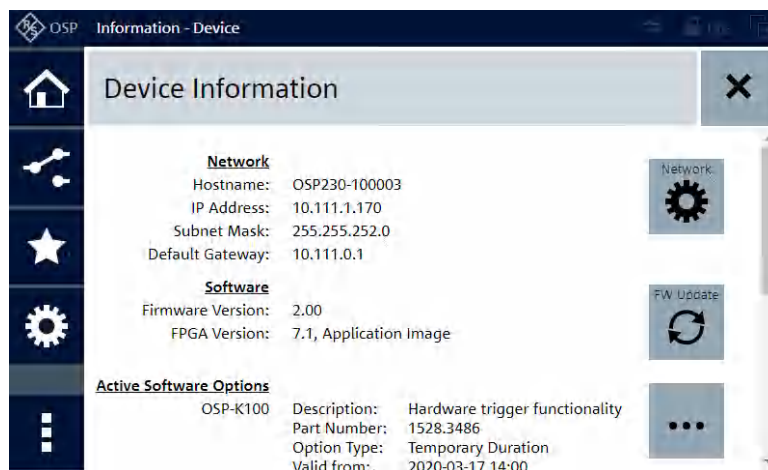 R&S OSP Information - Device
Device Information
Network
Hostname: OSP230-100003
IP Address: 10.111.1.170
Subnet Mask: 255.255.252.0
Default Gateway: 10.111.0.1
Network
Software
Firmware Version: 2.00
FPGA Version: 7.1, Application Image
FW Update
Active Software Options
OSP-K100 Description: Hardware trigger functionality
Part Number: 1528.3486
Option Type: Temporary Duration
Valid from: 2020-03-17 14:00